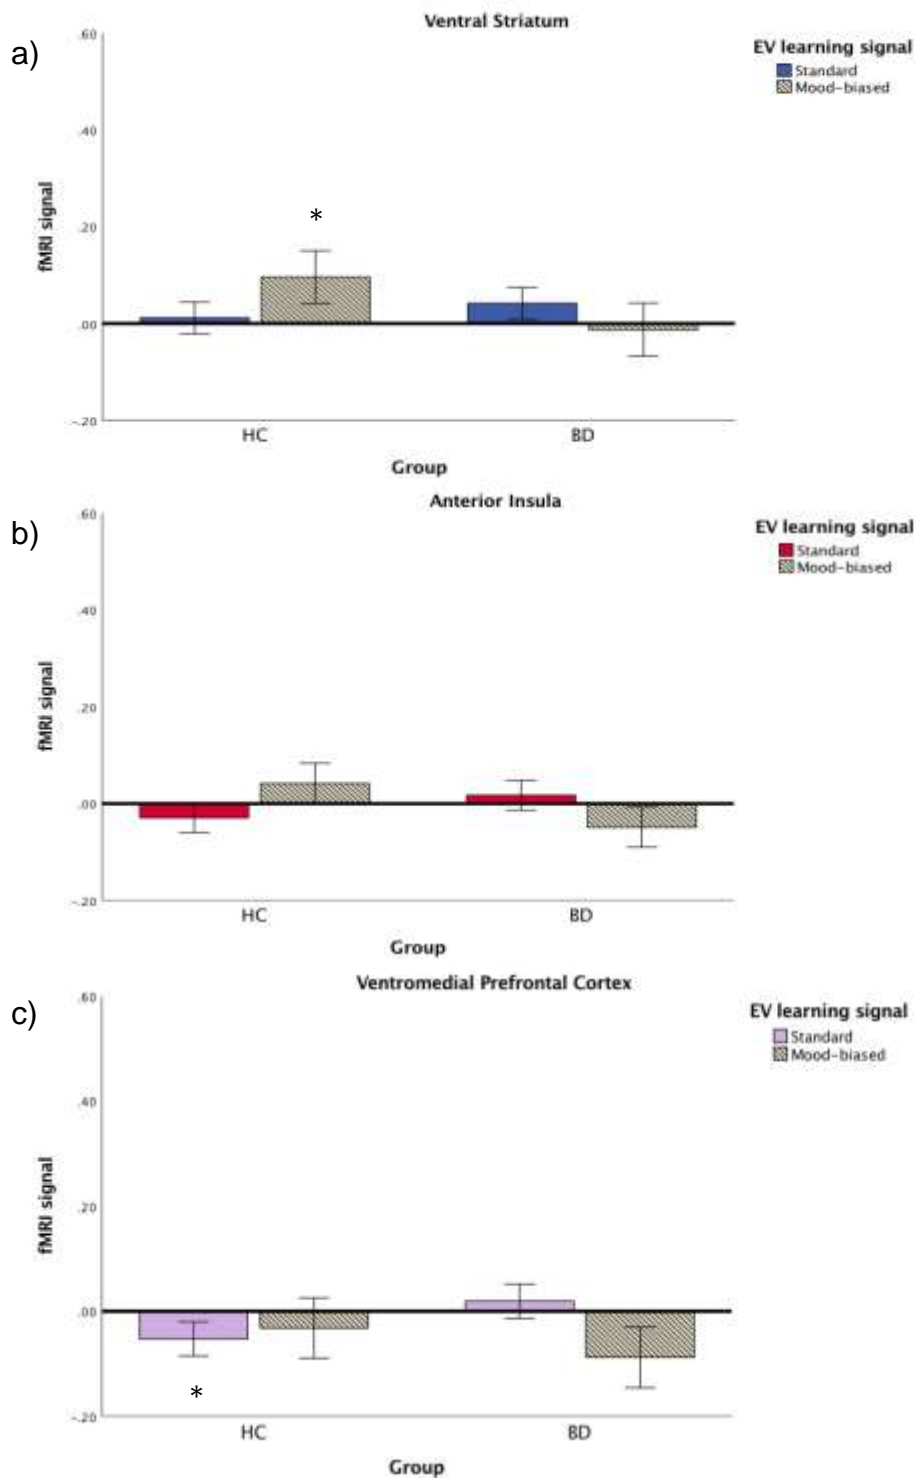 a)
Ventral Striatum
EV learning signal
Standard
Mood-biased
.60
.40
.20
.00
-.20
fMRI signal
*
HC
BD
Group
b)
Anterior Insula
EV learning signal
Standard
Mood-biased
.60
.40
.20
.00
-.20
fMRI signal
HC
BD
Group
c)
Ventromedial Prefrontal Cortex
EV learning signal
Standard
Mood-biased
.60
.40
.20
.00
-.20
fMRI signal
*
HC
BD
Group